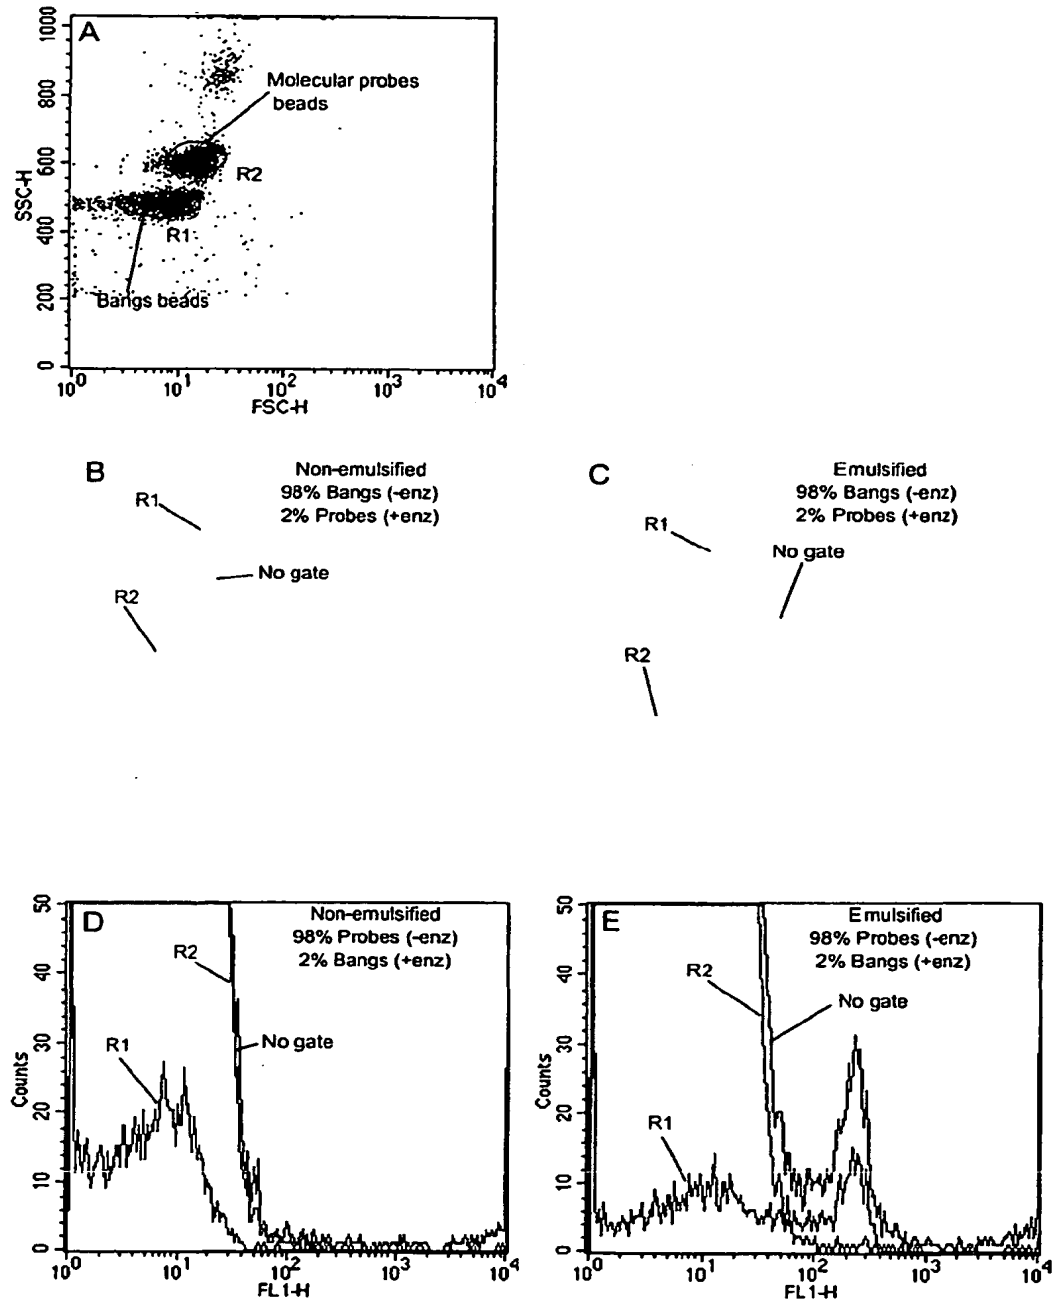 A
1000
800
600
400
200
0
SSC-H
Molecular probes
beads
R2
R1
Bangs beads
10^0 10^1 10^2 10^3 10^4
FSC-H
B
Non-emulsified
98% Bangs (-enz)
2% Probes (+enz)
R1
No gate
R2
C
Emulsified
98% Bangs (-enz)
2% Probes (+enz)
R1
No gate
R2
D
Non-emulsified
98% Probes (-enz)
2% Bangs (+enz)
R2
No gate
R1
50
40
30
20
10
0
Counts
10^0 10^1 10^2 10^3 10^4
FL1-H
E
Emulsified
98% Probes (-enz)
2% Bangs (+enz)
R2
No gate
R1
50
40
30
20
10
0
Counts
10^0 10^1 10^2 10^3 10^4
FL1-H